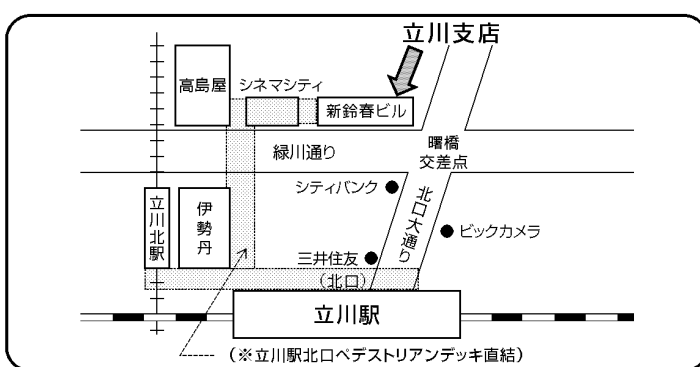 立川支店
高島屋
シネマシティ
新鈴春ビル
緑川通り
曙橋
交差点
シティバンク
北口大通り
立川北駅
伊勢丹
ビックカメラ
三井住友
(北口)
立川駅
(※立川駅北口ペデストリアンデッキ直結)